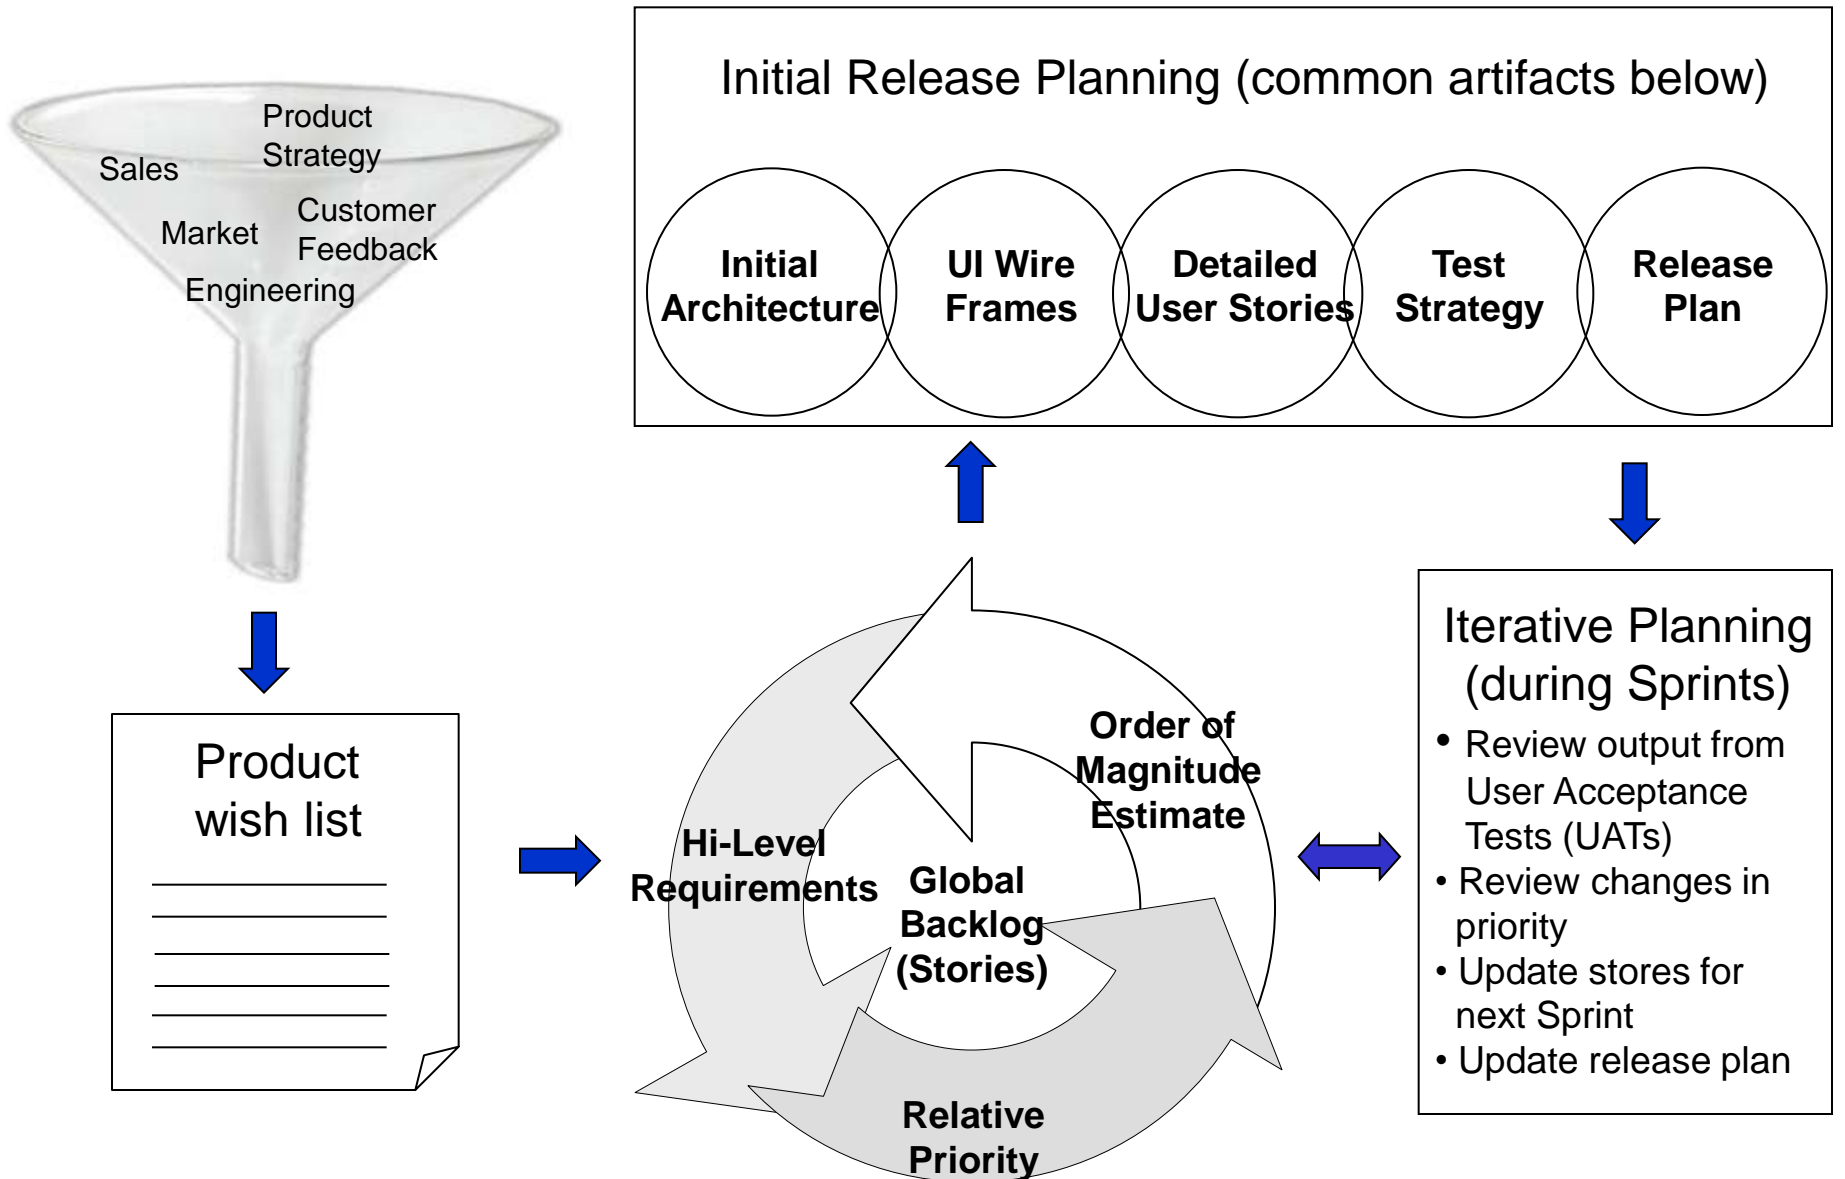 Product
Strategy
Sales
Customer
Feedback
Market
Engineering
Initial Release Planning (common artifacts below)
Initial
Architecture
UI Wire
Frames
Detailed
User Stories
Test
Strategy
Release
Plan
Product
wish list
Hi-Level
Requirements
Order of
Magnitude
Estimate
Global
Backlog
(Stories)
Relative
Priority
Iterative Planning
(during Sprints)
• Review output from
User Acceptance
Tests (UATs)
• Review changes in
priority
• Update stores for
next Sprint
• Update release plan